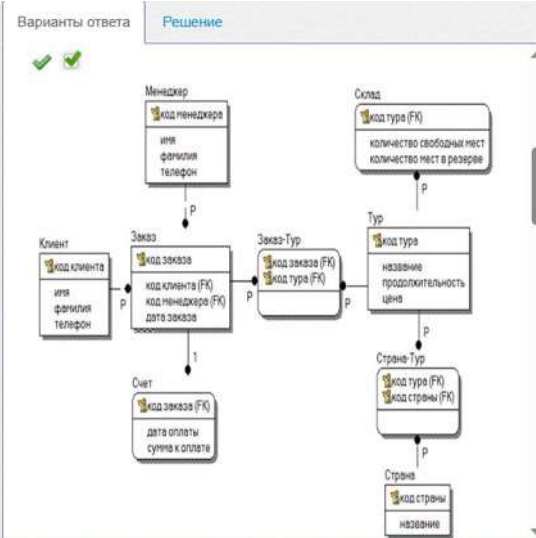 Варианты ответа
Решение
Менеджер
код менеджера
имя
фамилия
телефон
P
Склад
код тура (FK)
количество свободных мест
количество мест в резерве
P
Клиент
код клиента
имя
фамилия
телефон
P
Заказ
код заказа
код клиента (FK)
код менеджера (FK)
дата заказа
P
Заказ-Тур
код заказа (FK)
код тура (FK)
P
Тур
код тура
название
продолжительность
цена
1
P
Счет
код заказа (FK)
дата оплаты
сумма к оплате
Страна-Тур
код тура (FK)
код страны (FK)
P
Страна
код страны
название